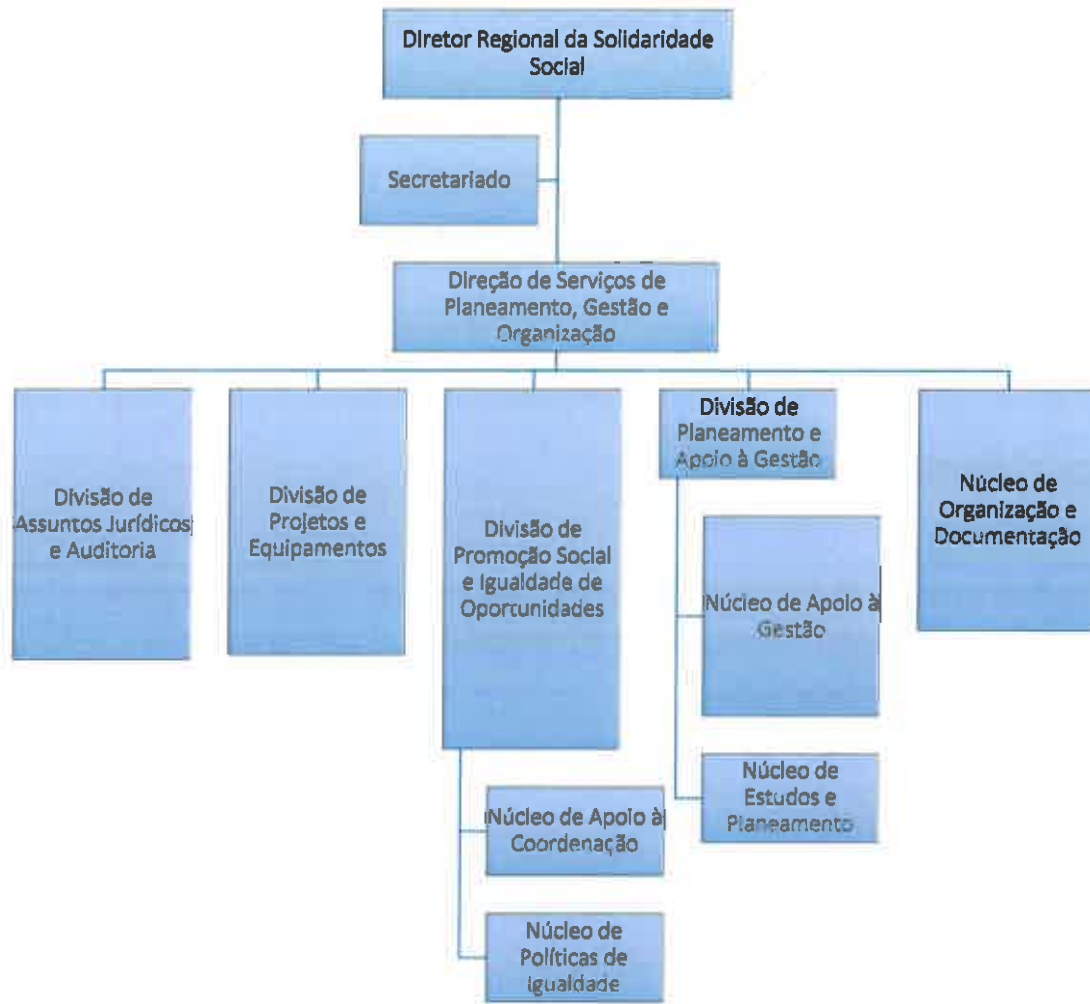 Diretor Regional da Solidaridade
Social
Secretariado
Direção de Serviços de
Planeamento, Gestão e
Organização
Divisão de
Assuntos Jurídicos
e Auditoria
Divisão de
Projetos e
Equipamentos
Divisão de
Promoção Social
e Igualdade de
Oportunidades
Divisão de
Planeamento e
Apoio à Gestão
Núcleo de
Organização e
Documentação
Núcleo de Apoio à
Gestão
Núcleo de
Estudos e
Planeamento
Núcleo de Apoio à
Coordenação
Núcleo de
Políticas de
Igualdade